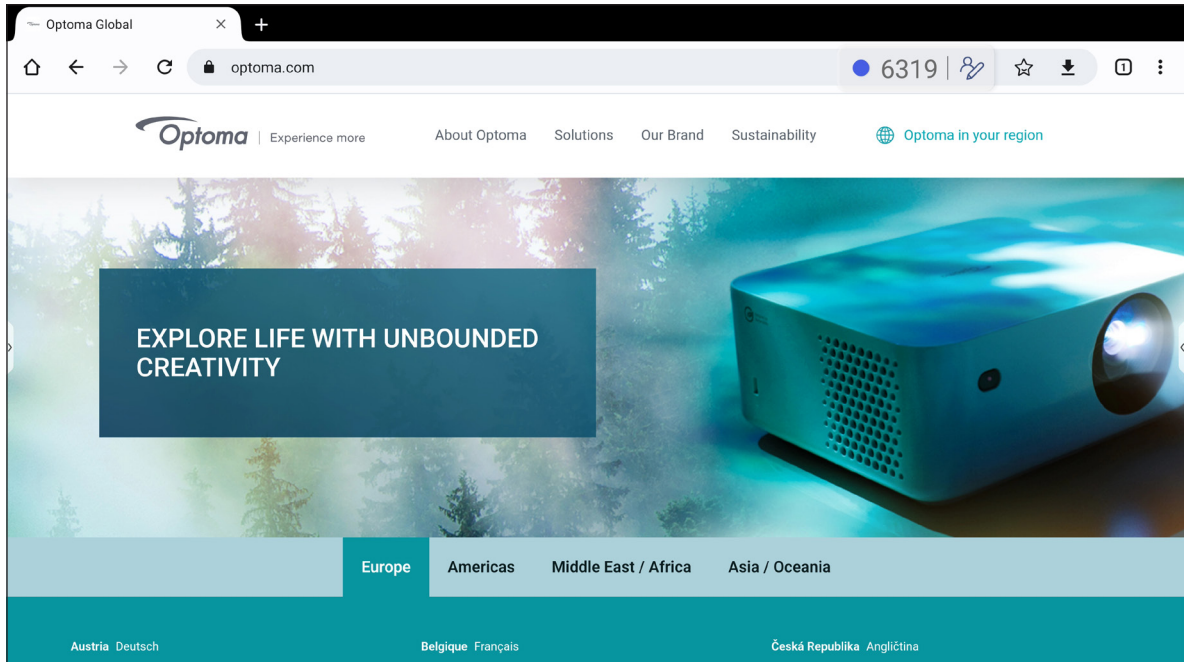 Optoma Global
optoma.com
6319
1
Optoma | Experience more
About Optoma Solutions Our Brand Sustainability Optoma in your region
EXPLORE LIFE WITH UNBOUNDED
CREATIVITY
Europe Americas Middle East / Africa Asia / Oceania
Austria Deutsch Belgique Français Česká Republika Angličtina